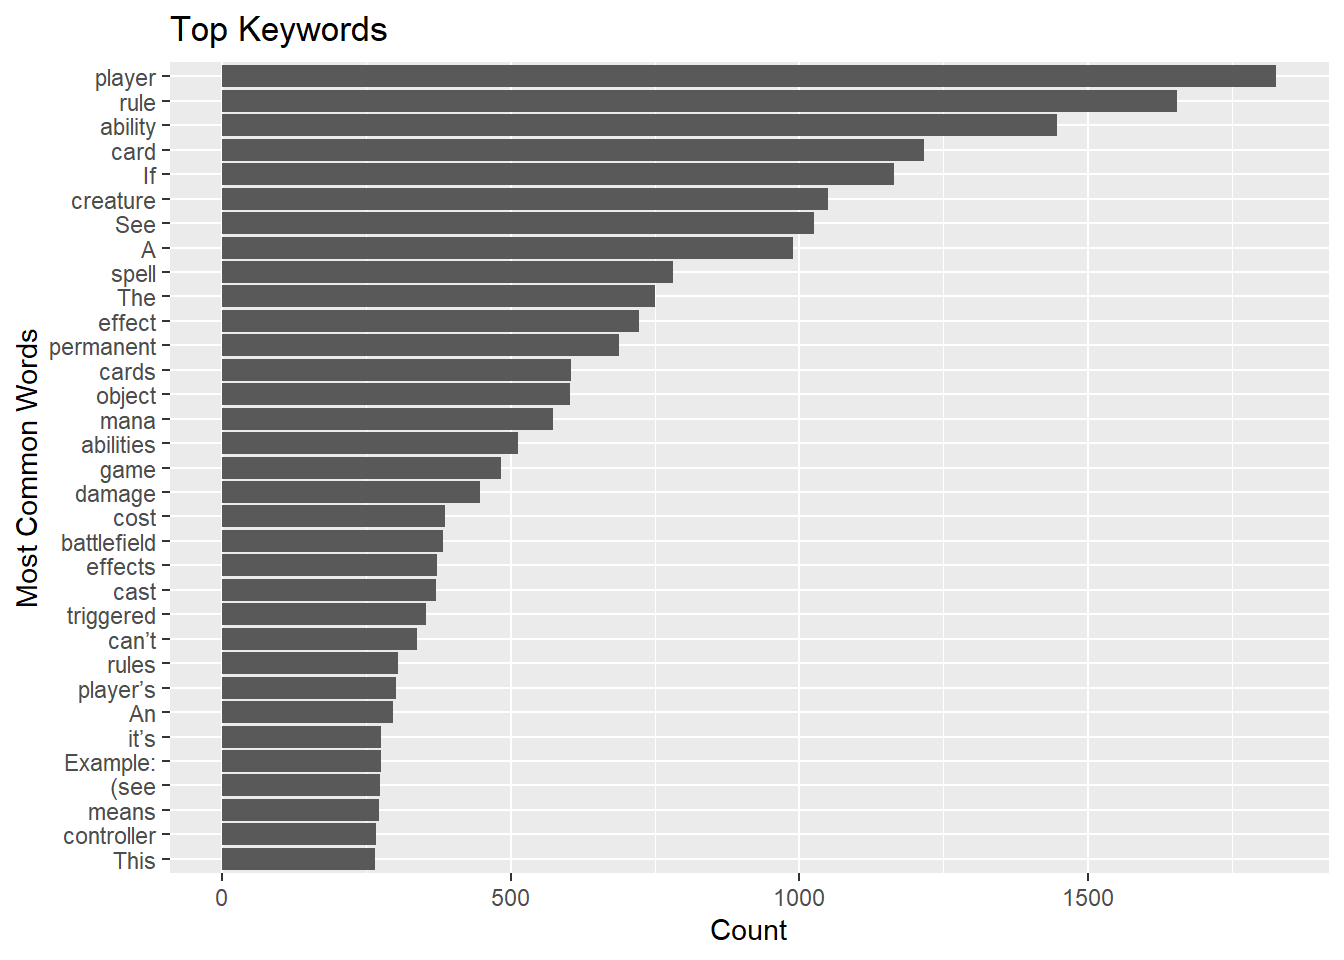 Top Keywords
player
rule
ability
card
If
creature
See
A
spell
The
effect
permanent
cards
object
mana
abilities
game
damage
cost
battlefield
effects
cast
triggered
can’t
rules
player’s
An
it’s
Example:
(see
means
controller
This
Most Common Words
0 500 1000 1500
Count